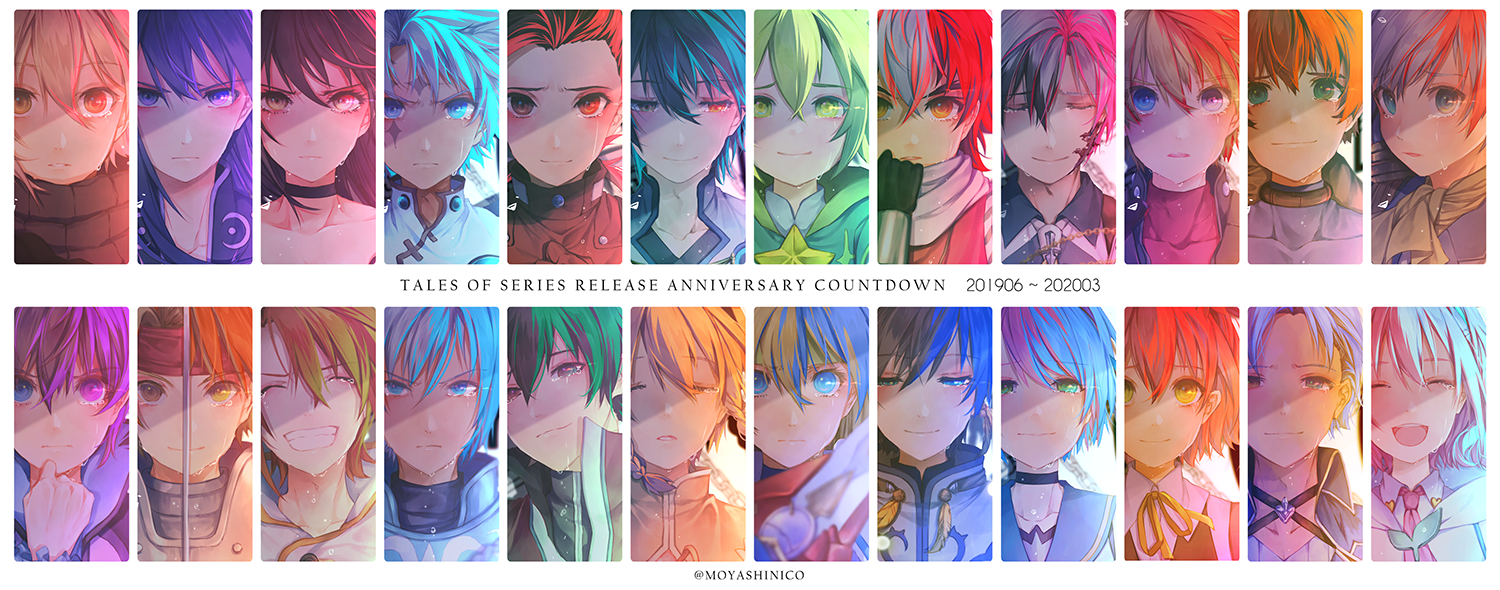 TALES OF SERIES RELEASE ANNIVERSARY COUNTDOWN 201906 ~ 202003
@MOYASHINICO